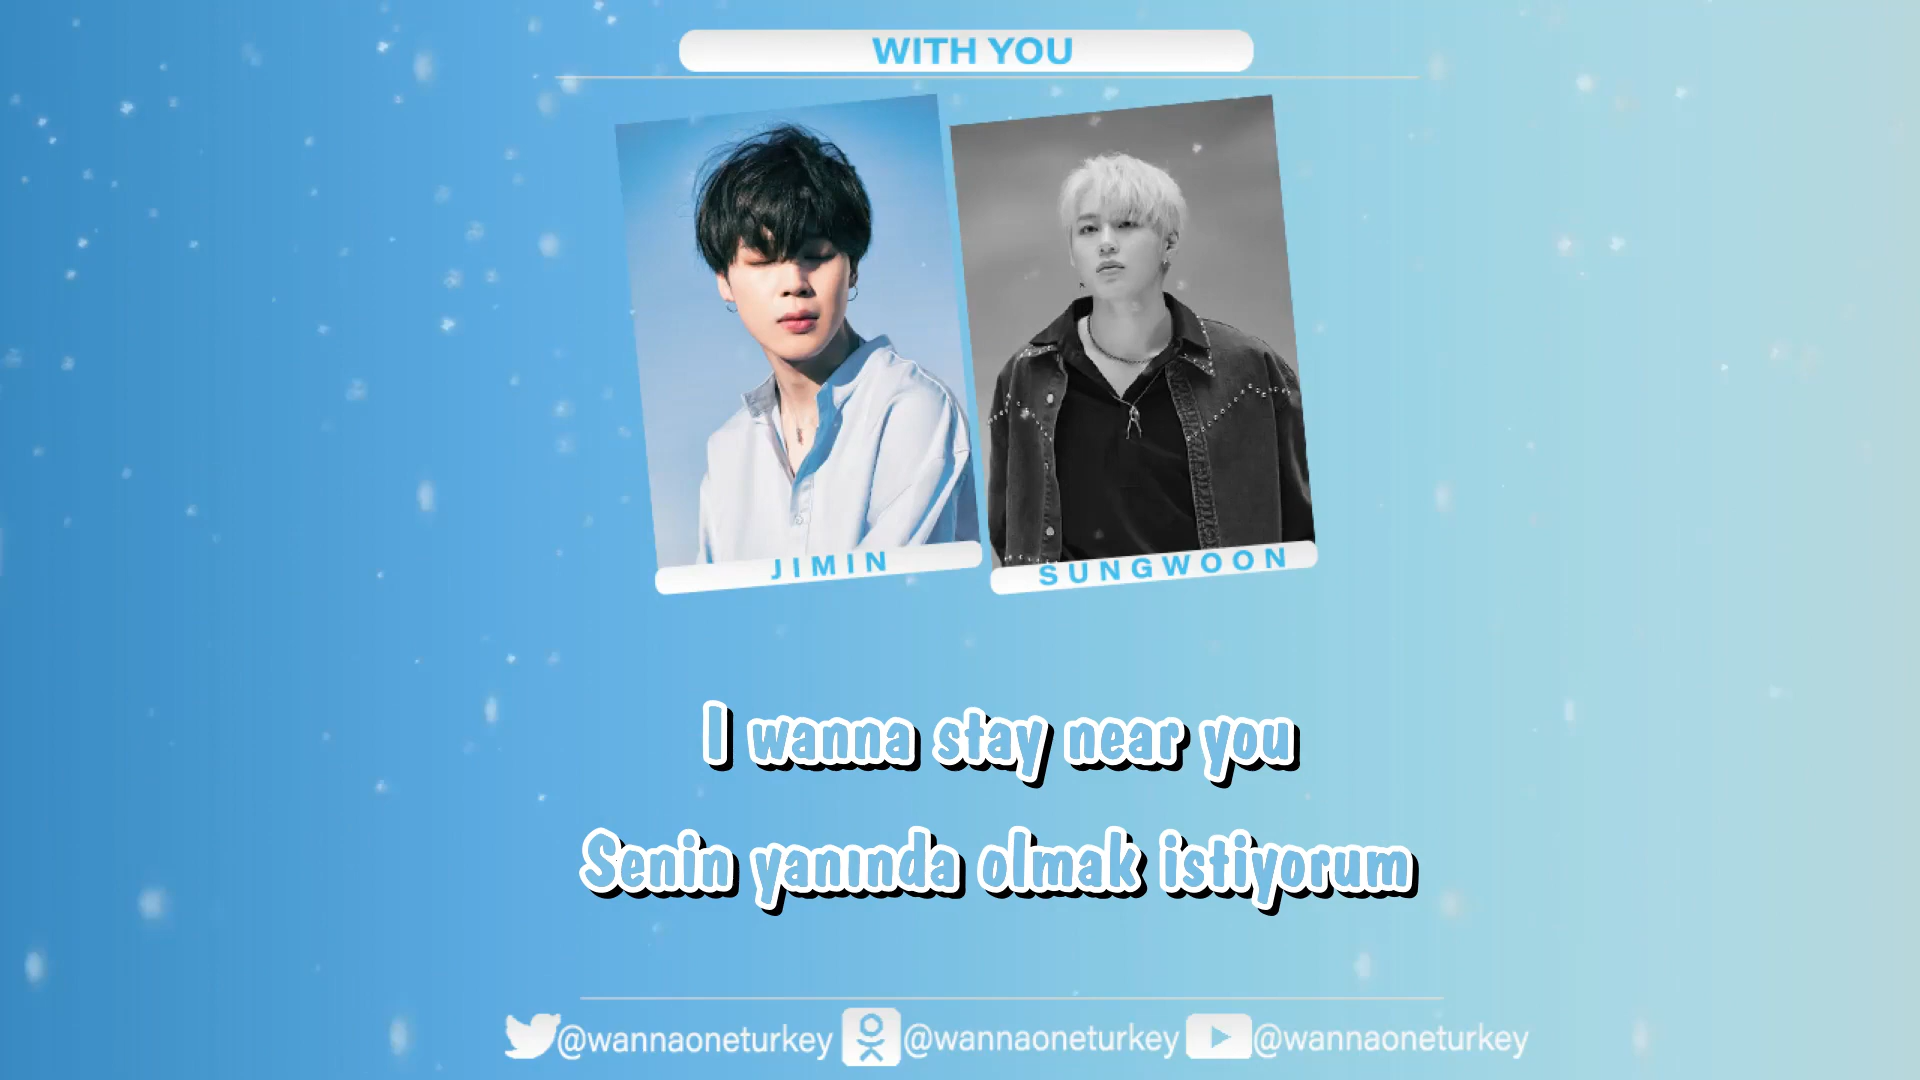 WITH YOU
JIMIN
SUNGWOON
I wanna stay near you
Senin yanında olmak istiyorum
@wannaoneturkey @wannaoneturkey @wannaoneturkey